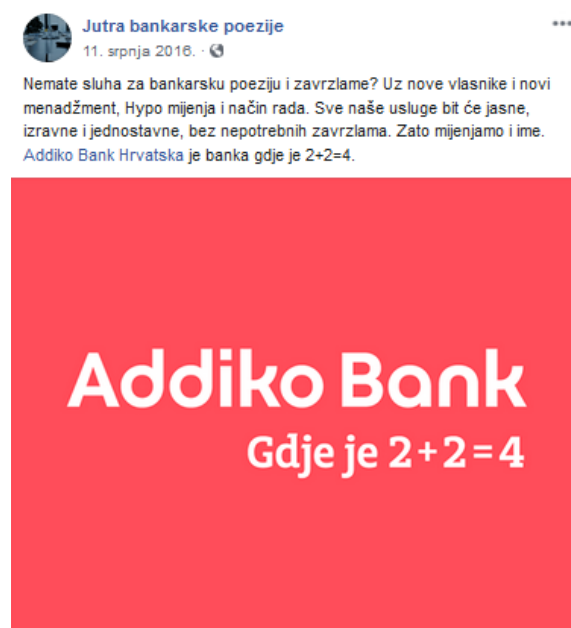 Jutra bankarske poezije
11. srpnja 2016. ·
Nemate sluha za bankarsku poeziju i zavrzlame? Uz nove vlasnike i novi
menadžment, Hypo mijenja i način rada. Sve naše usluge bit će jasne,
izravne i jednostavne, bez nepotrebnih zavrzlama. Zato mijenjamo i ime.
Addiko Bank Hrvatska je banka gdje je 2+2=4.
Addiko Bank
Gdje je 2+2=4